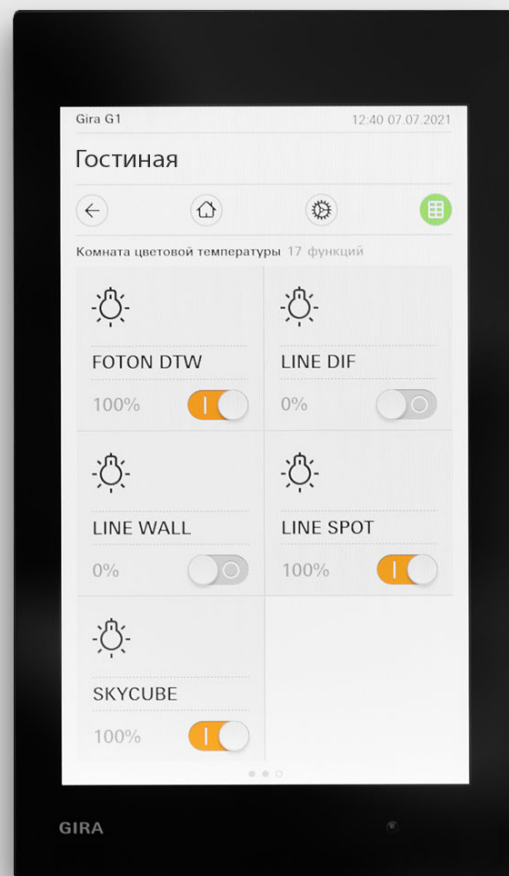 Gira G1 12:40 07.07.2021
Гостиная
Комната цветовой температуры 17 функций
FOTON DTW LINE DIF
100% 0%
LINE WALL LINE SPOT
0% 100%
SKYCUBE
100%
GIRA